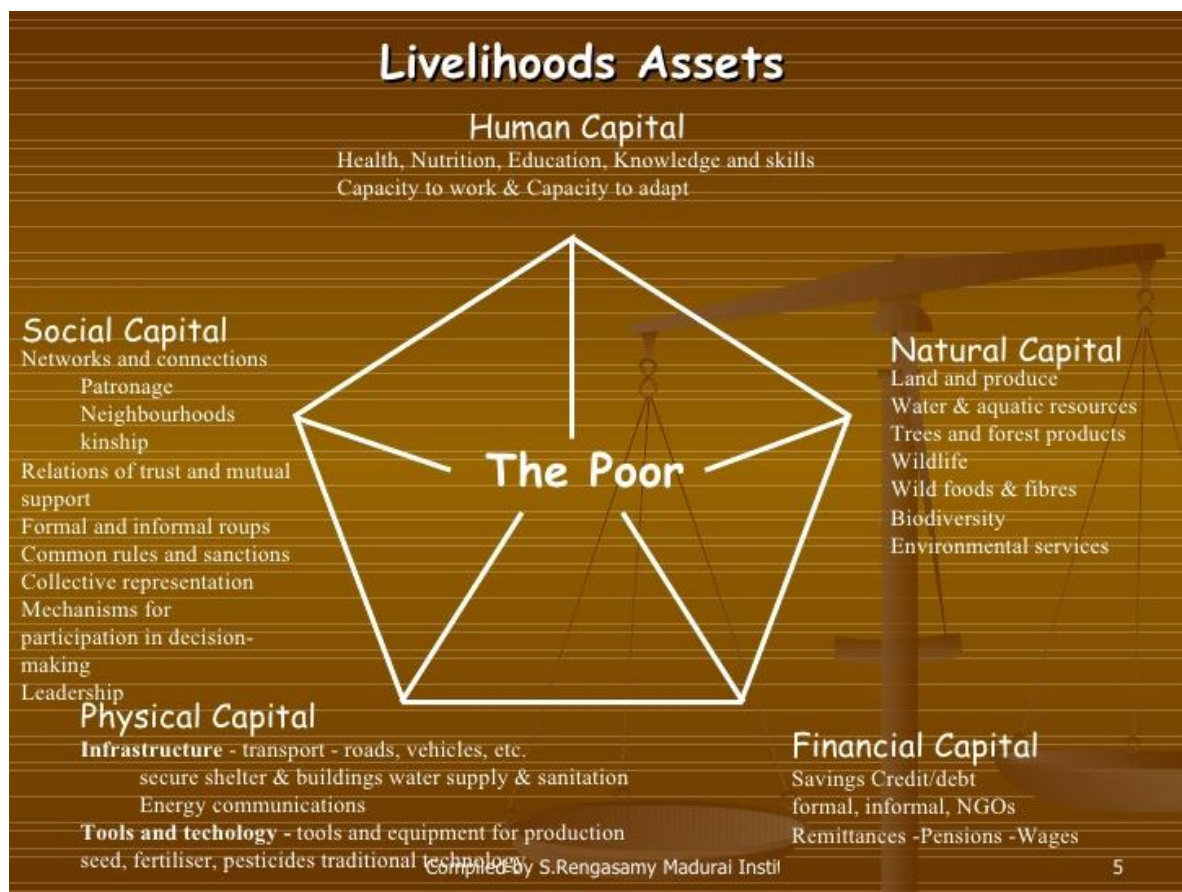 Livelihoods Assets
Human Capital
Health, Nutrition, Education, Knowledge and skills
Capacity to work & Capacity to adapt
Social Capital
Networks and connections
Patronage
Neighbourhoods
kinship
Relations of trust and mutual
support
Formal and informal roups
Common rules and sanctions
Collective representation
Mechanisms for
participation in decision-
making
Leadership
The Poor
Natural Capital
Land and produce
Water & aquatic resources
Trees and forest products
Wildlife
Wild foods & fibres
Biodiversity
Environmental services
Physical Capital
Infrastructure - transport - roads, vehicles, etc.
secure shelter & buildings water supply & sanitation
Energy communications
Tools and techology - tools and equipment for production
seed, fertiliser, pesticides traditional technology
Financial Capital
Savings Credit/debt
formal, informal, NGOs
Remittances -Pensions -Wages
Compiled by S.Rengasamy Madurai Instit
5